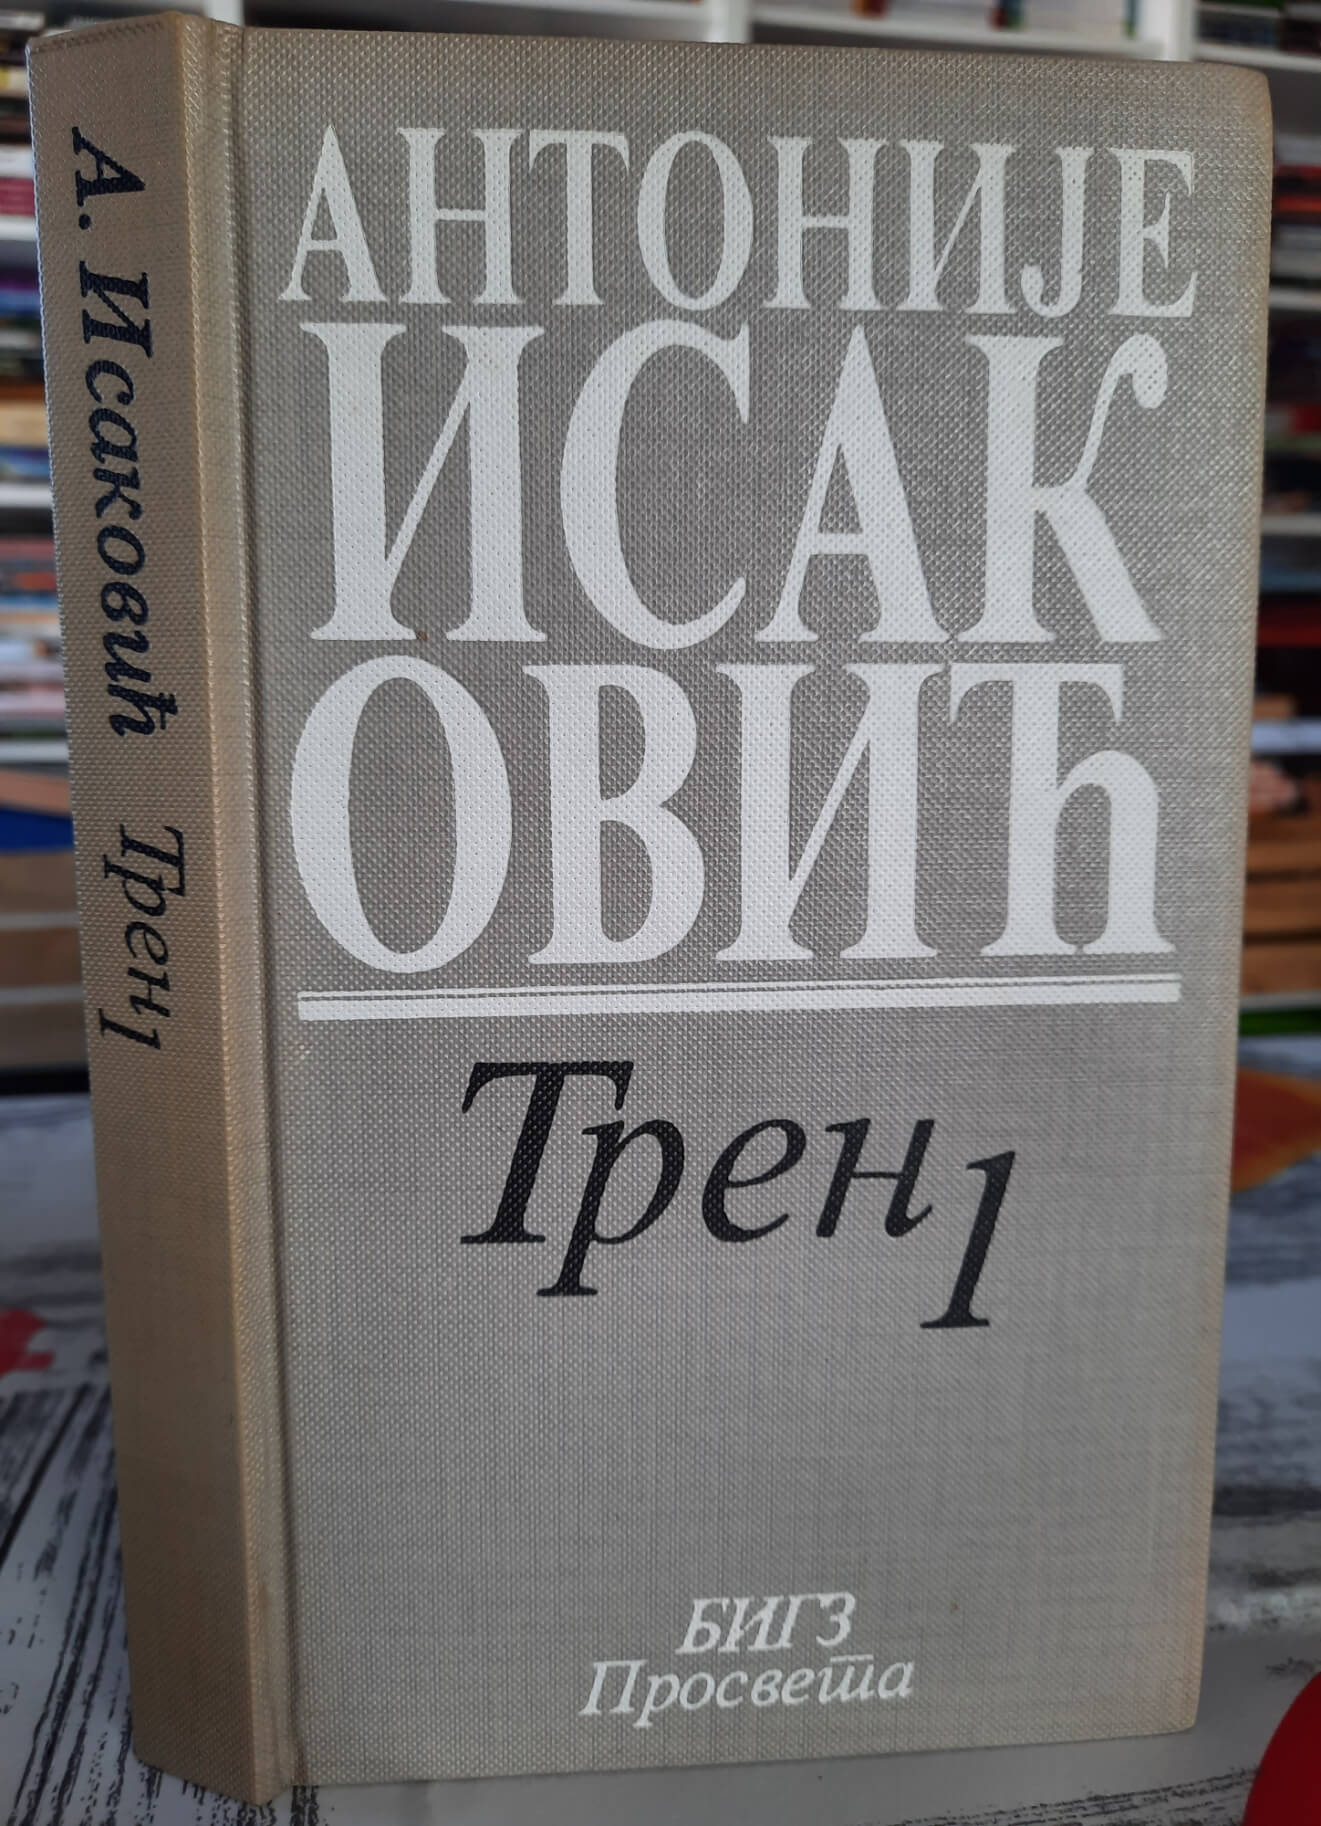 А. Исаковић Трен 1
АНТОНИЈЕ
ИСАК
ОВИЋ
Трен 1
БИГЗ
Просвета